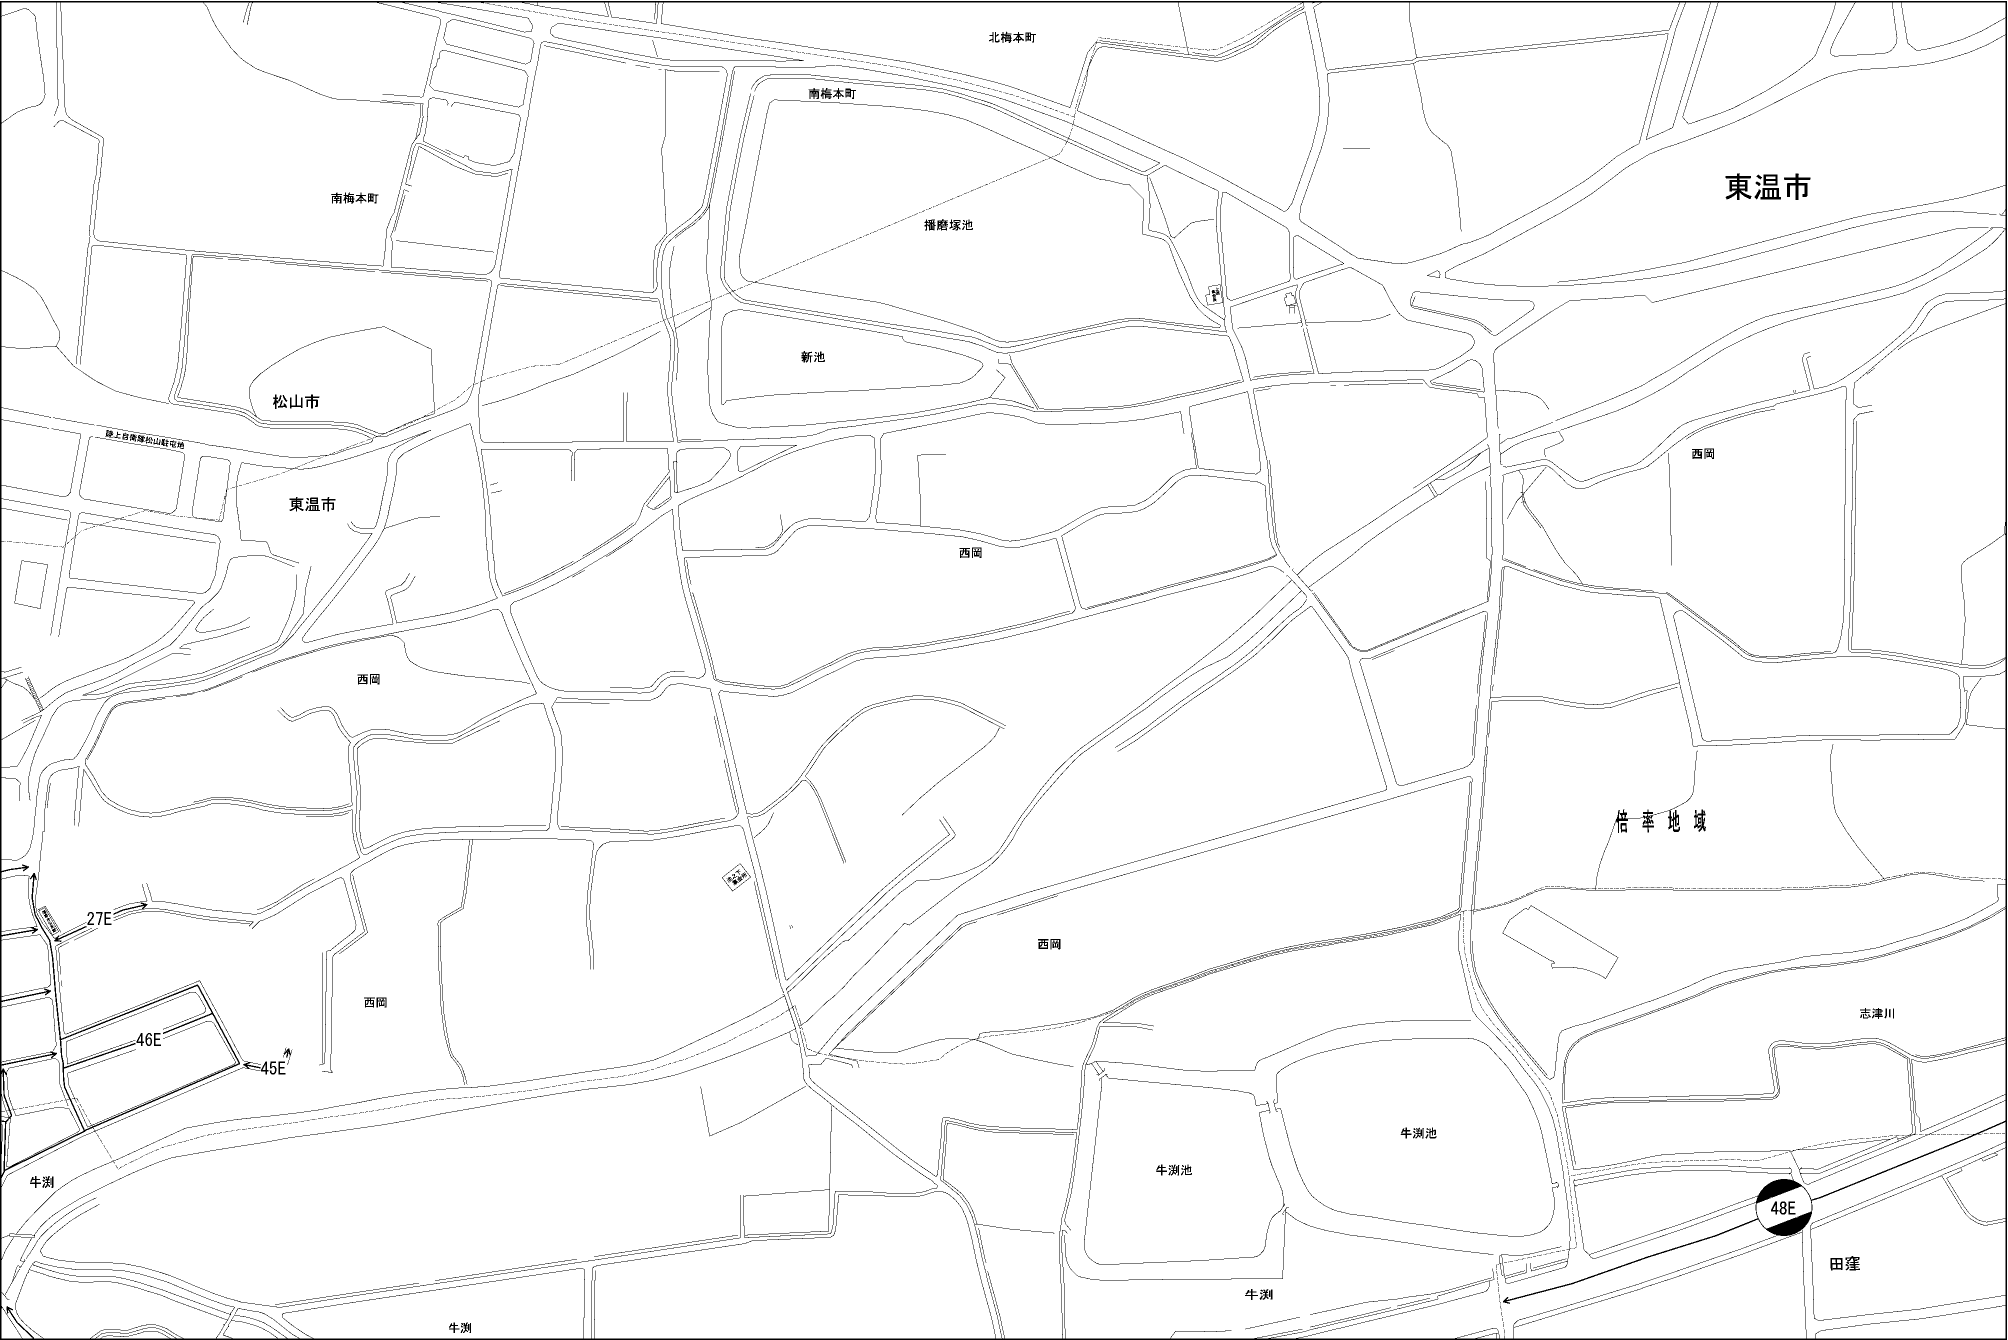 北梅本町
南梅本町
東温市
南梅本町
播磨塚池
新池
松山市
陸上自衛隊松山駐屯地
西岡
東温市
西岡
西岡
倍率地域
27E
西岡
西岡
志津川
46E
45E
牛渕池
牛渕池
牛渕
48E
田窪
牛渕
牛渕